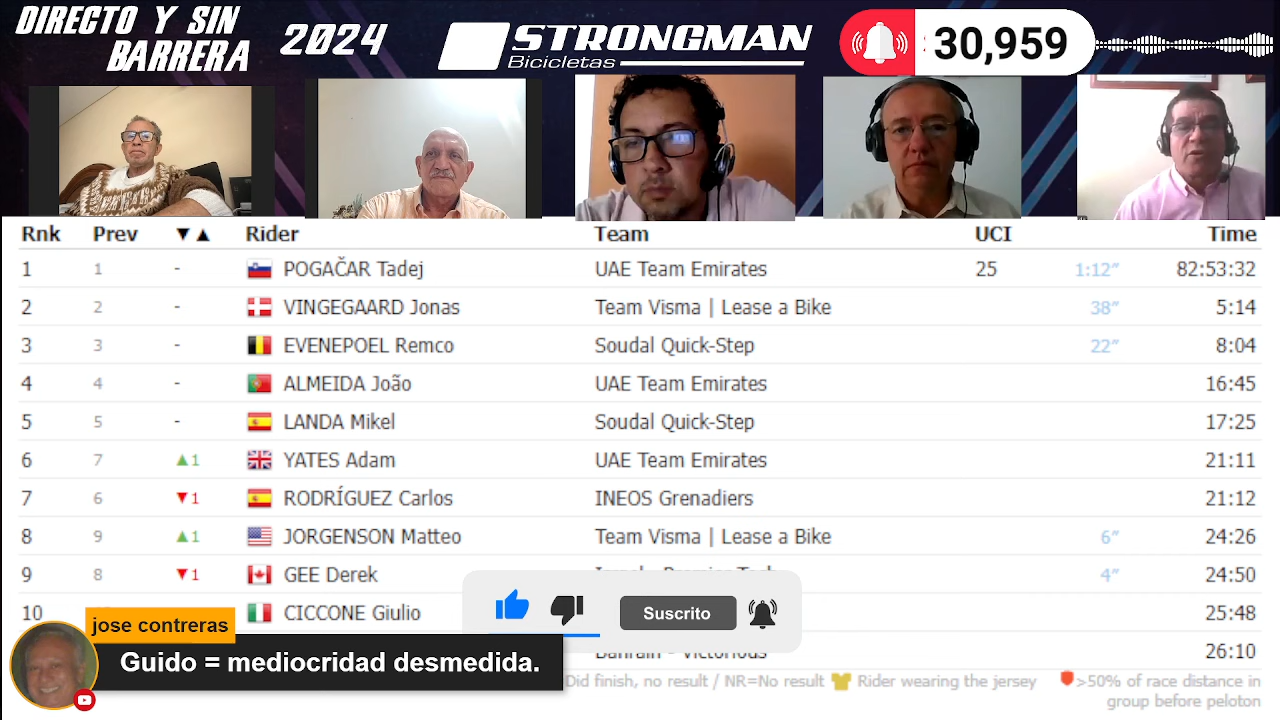 DIRECTO Y SIN
BARRERA
2024
STRONGMAN
Bicicletas
30,959
Rnk Prev ▼▲ Rider Team UCI Time
1 1 - POGAČAR Tadej UAE Team Emirates 25 1:12″ 82:53:32
2 2 - VINGEGAARD Jonas Team Visma | Lease a Bike 38″ 5:14
3 3 - EVENEPOEL Remco Soudal Quick-Step 22″ 8:04
4 4 - ALMEIDA João UAE Team Emirates 16:45
5 5 - LANDA Mikel Soudal Quick-Step 17:25
6 7 ▲1 YATES Adam UAE Team Emirates 21:11
7 6 ▼1 RODRÍGUEZ Carlos INEOS Grenadiers 21:12
8 9 ▲1 JORGENSON Matteo Team Visma | Lease a Bike 6″ 24:26
9 8 ▼1 GEE Derek 4″ 24:50
10 CICCONE Giulio 25:48
Bahrain - Victorious 26:10
Suscrito
jose contreras
Guido = mediocridad desmedida.
Did finish, no result / NR=No result Rider wearing the jersey >50% of race distance in
group before peloton